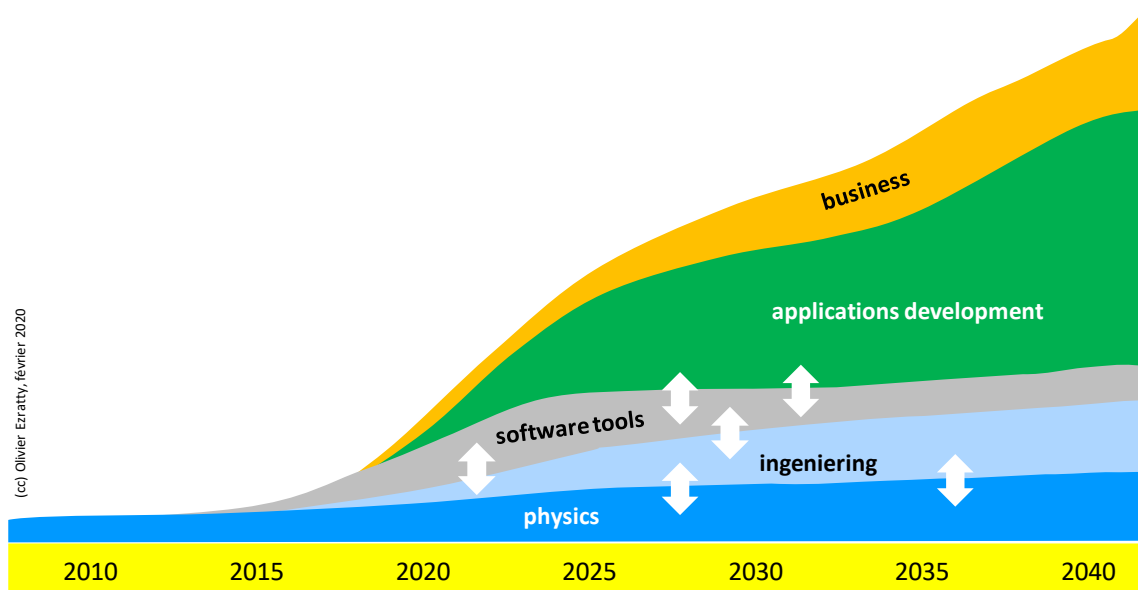 business
applications development
software tools
ingeniering
physics
(cc) Olivier Ezratty, février 2020
2010 2015 2020 2025 2030 2035 2040